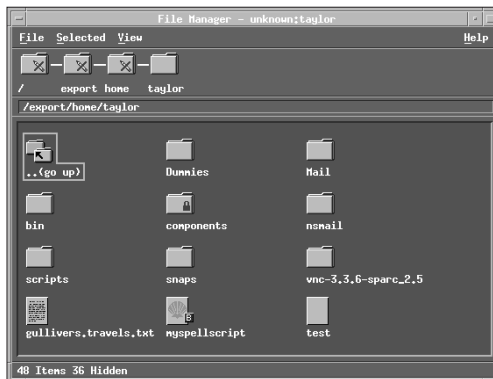 File Manager - unknown:taylor
File Selected View Help
/ export home taylor
/export/home/taylor
..(go up) Dummies Mail
bin components nsmail
scripts snaps vnc-3.3.6-sparc_2.5
gullivers.travels.txt myspellscript test
48 Items 36 Hidden